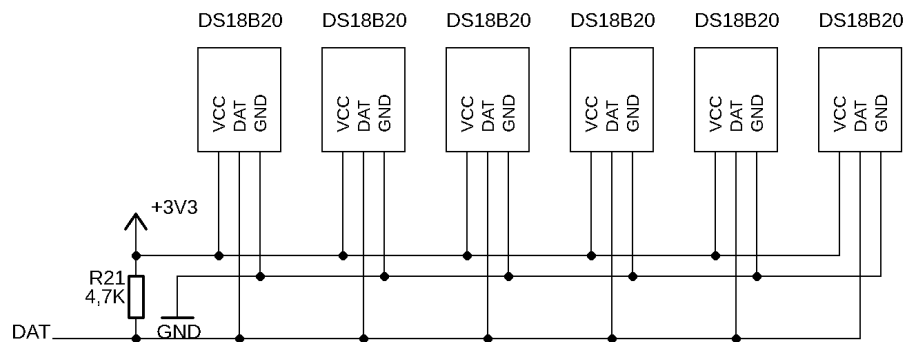 DS18B20 DS18B20 DS18B20 DS18B20 DS18B20 DS18B20
VCC DAT GND VCC DAT GND VCC DAT GND VCC DAT GND VCC DAT GND VCC DAT GND
+3V3
R21
4,7K
GND
DAT